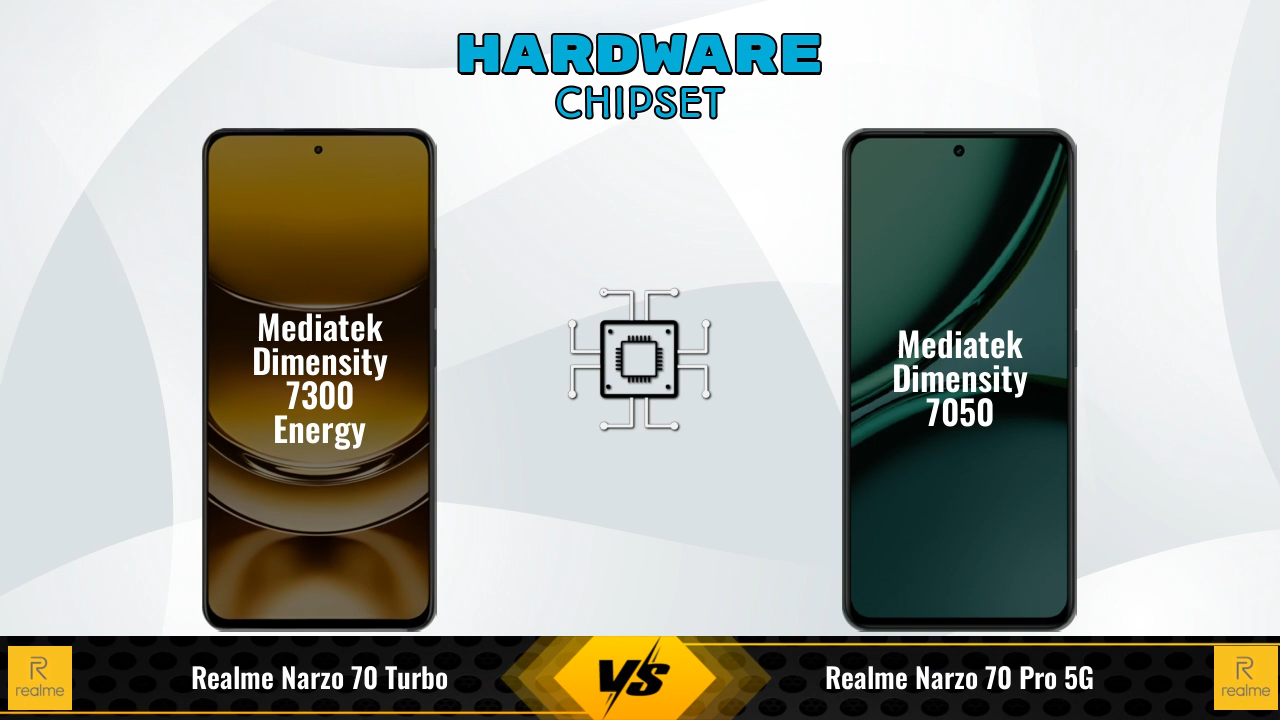 HARDWARE
CHIPSET
Mediatek
Dimensity
7300
Energy
Mediatek
Dimensity
7050
R
realme
Realme Narzo 70 Turbo
VS
Realme Narzo 70 Pro 5G
R
realme